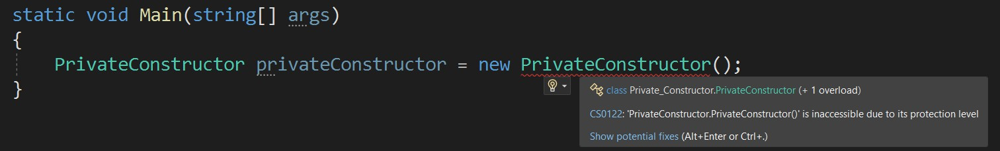 static void Main(string[] args)
{
PrivateConstructor privateConstructor = new PrivateConstructor();
}
class Private_Constructor.PrivateConstructor (+ 1 overload)
CS0122: 'PrivateConstructor.PrivateConstructor()' is inaccessible due to its protection level
Show potential fixes (Alt+Enter or Ctrl+.)